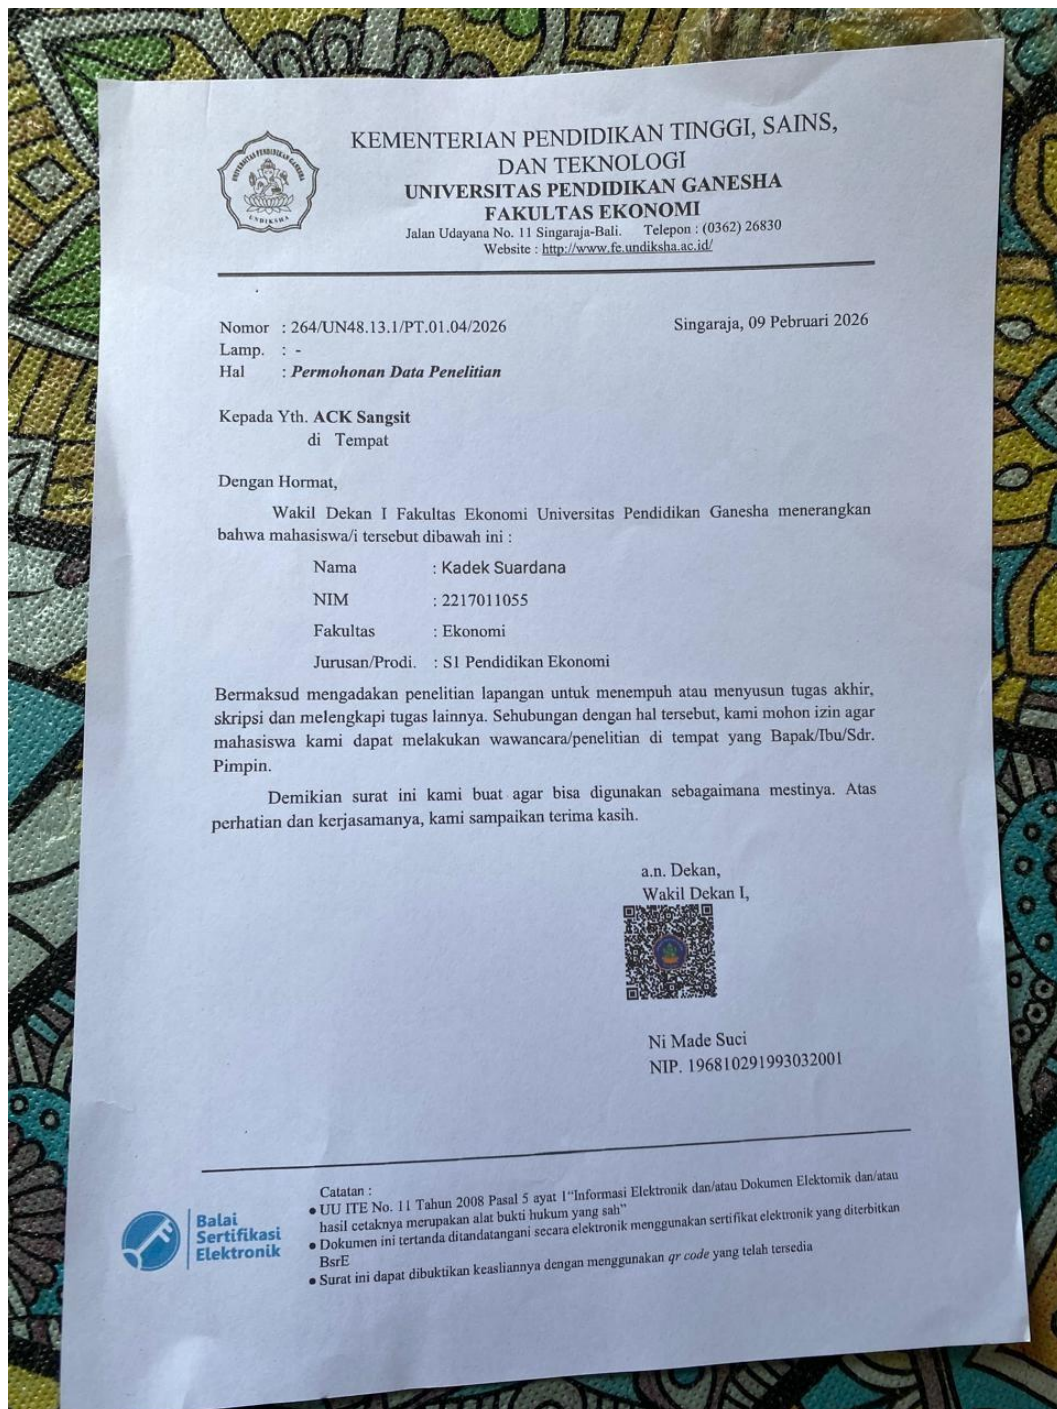 UNIVERSITAS PENDIDIKAN GANESHA
UNDIKSHA
KEMENTERIAN PENDIDIKAN TINGGI, SAINS,
DAN TEKNOLOGI
UNIVERSITAS PENDIDIKAN GANESHA
FAKULTAS EKONOMI
Jalan Udayana No. 11 Singaraja-Bali. Telepon : (0362) 26830
Website : http://www.fe.undiksha.ac.id/
Nomor : 264/UN48.13.1/PT.01.04/2026 Singaraja, 09 Pebruari 2026
Lamp. : -
Hal : Permohonan Data Penelitian
Kepada Yth. ACK Sangsit
di Tempat
Dengan Hormat,
Wakil Dekan I Fakultas Ekonomi Universitas Pendidikan Ganesha menerangkan
bahwa mahasiswa/i tersebut dibawah ini :
Nama : Kadek Suardana
NIM : 2217011055
Fakultas : Ekonomi
Jurusan/Prodi. : S1 Pendidikan Ekonomi
Bermaksud mengadakan penelitian lapangan untuk menempuh atau menyusun tugas akhir,
skripsi dan melengkapi tugas lainnya. Sehubungan dengan hal tersebut, kami mohon izin agar
mahasiswa kami dapat melakukan wawancara/penelitian di tempat yang Bapak/Ibu/Sdr.
Pimpin.
Demikian surat ini kami buat agar bisa digunakan sebagaimana mestinya. Atas
perhatian dan kerjasamanya, kami sampaikan terima kasih.
a.n. Dekan,
Wakil Dekan I,
Ni Made Suci
NIP. 196810291993032001
Balai
Sertifikasi
Elektronik
Catatan :
• UU ITE No. 11 Tahun 2008 Pasal 5 ayat 1 "Informasi Elektronik dan/atau Dokumen Elektornik dan/atau
hasil cetaknya merupakan alat bukti hukum yang sah"
• Dokumen ini tertanda ditandatangani secara elektronik menggunakan sertifikat elektronik yang diterbitkan
BsrE
• Surat ini dapat dibuktikan keasliannya dengan menggunakan qr code yang telah tersedia